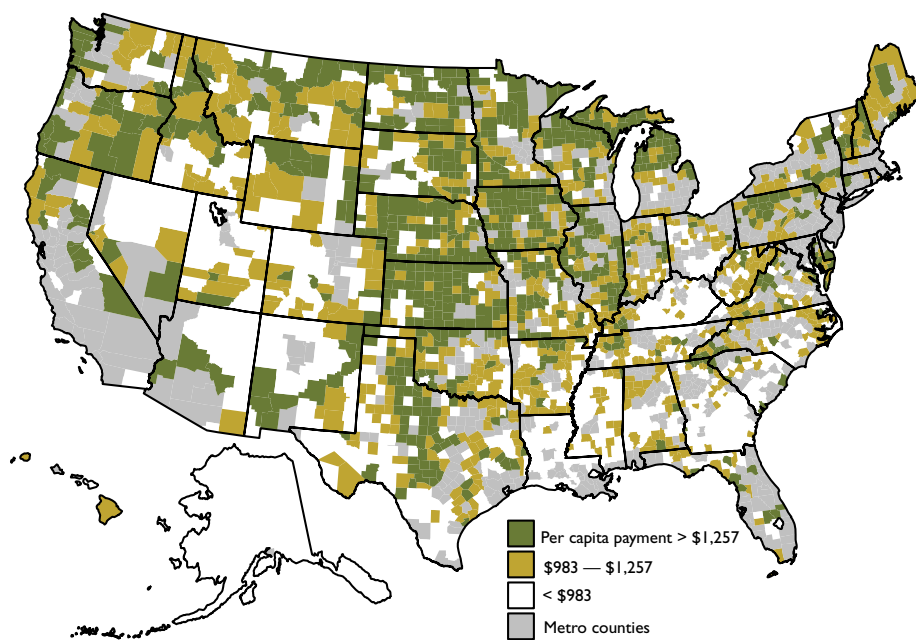 Per capita payment > $1,257
$983 — $1,257
< $983
Metro counties